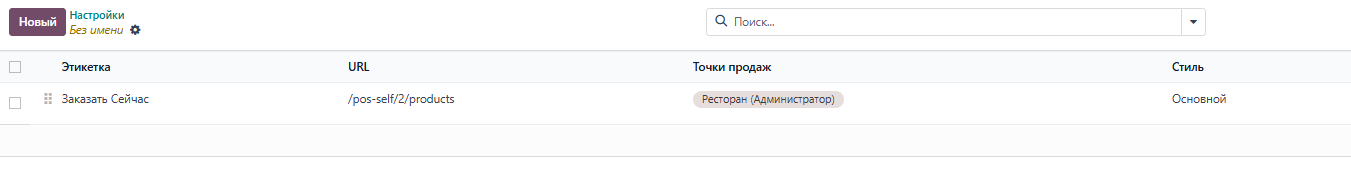 Новый
Настройки
Без имени
Поиск...
Этикетка URL Точки продаж Стиль
Заказать Сейчас /pos-self/2/products Ресторан (Администратор) Основной